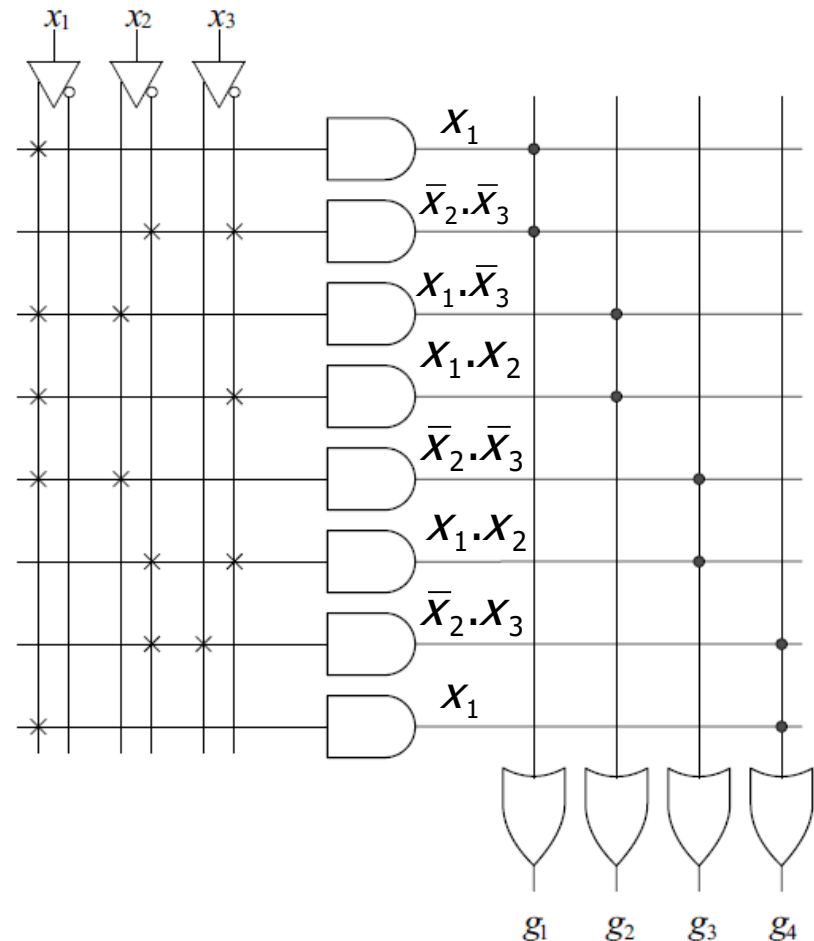 x₁ x₂ x₃
x₁
x̄₂.x̄₃
x₁.x̄₃
x₁.x₂
x̄₂.x̄₃
x₁.x₂
x̄₂.x₃
x₁
g₁ g₂ g₃ g₄